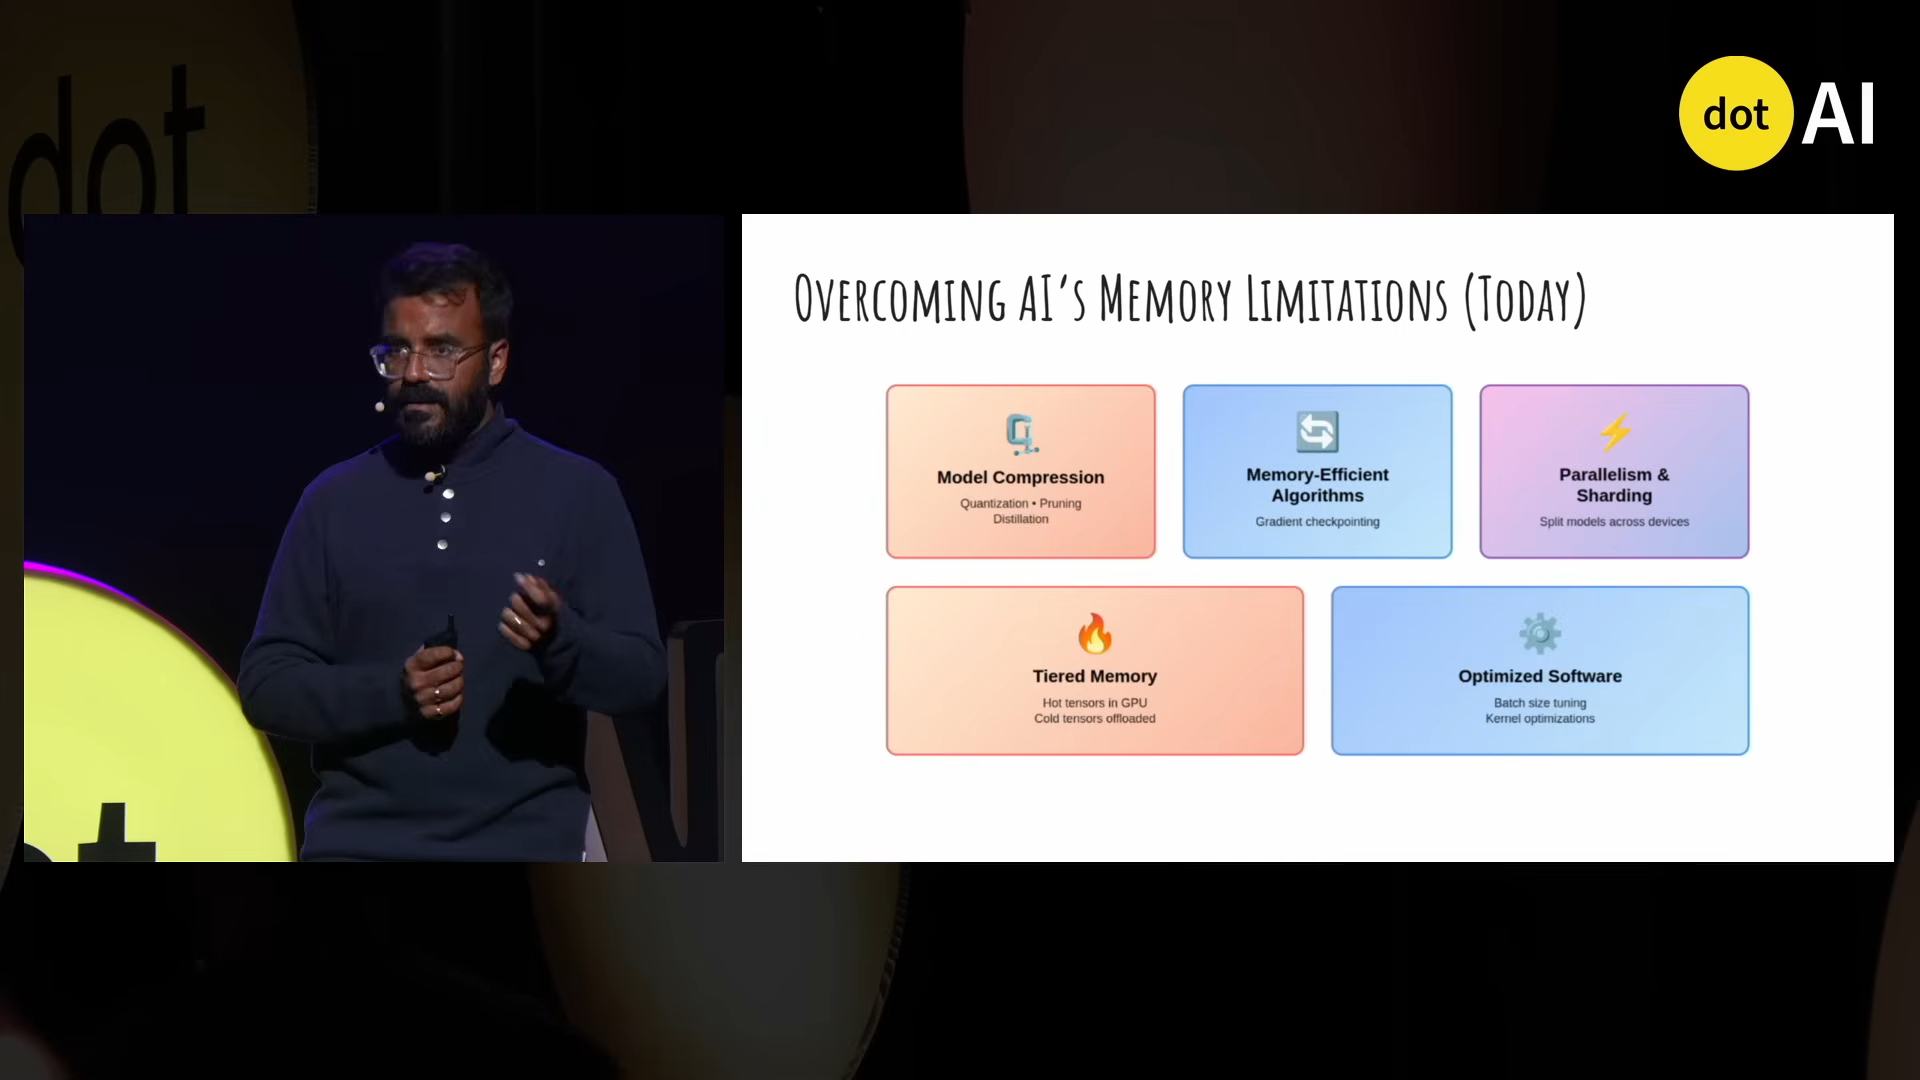 dot
dot AI
OVERCOMING AI'S MEMORY LIMITATIONS (TODAY)
Model Compression
Quantization • Pruning
Distillation
Memory-Efficient
Algorithms
Gradient checkpointing
Parallelism &
Sharding
Split models across devices
Tiered Memory
Hot tensors in GPU
Cold tensors offloaded
Optimized Software
Batch size tuning
Kernel optimizations